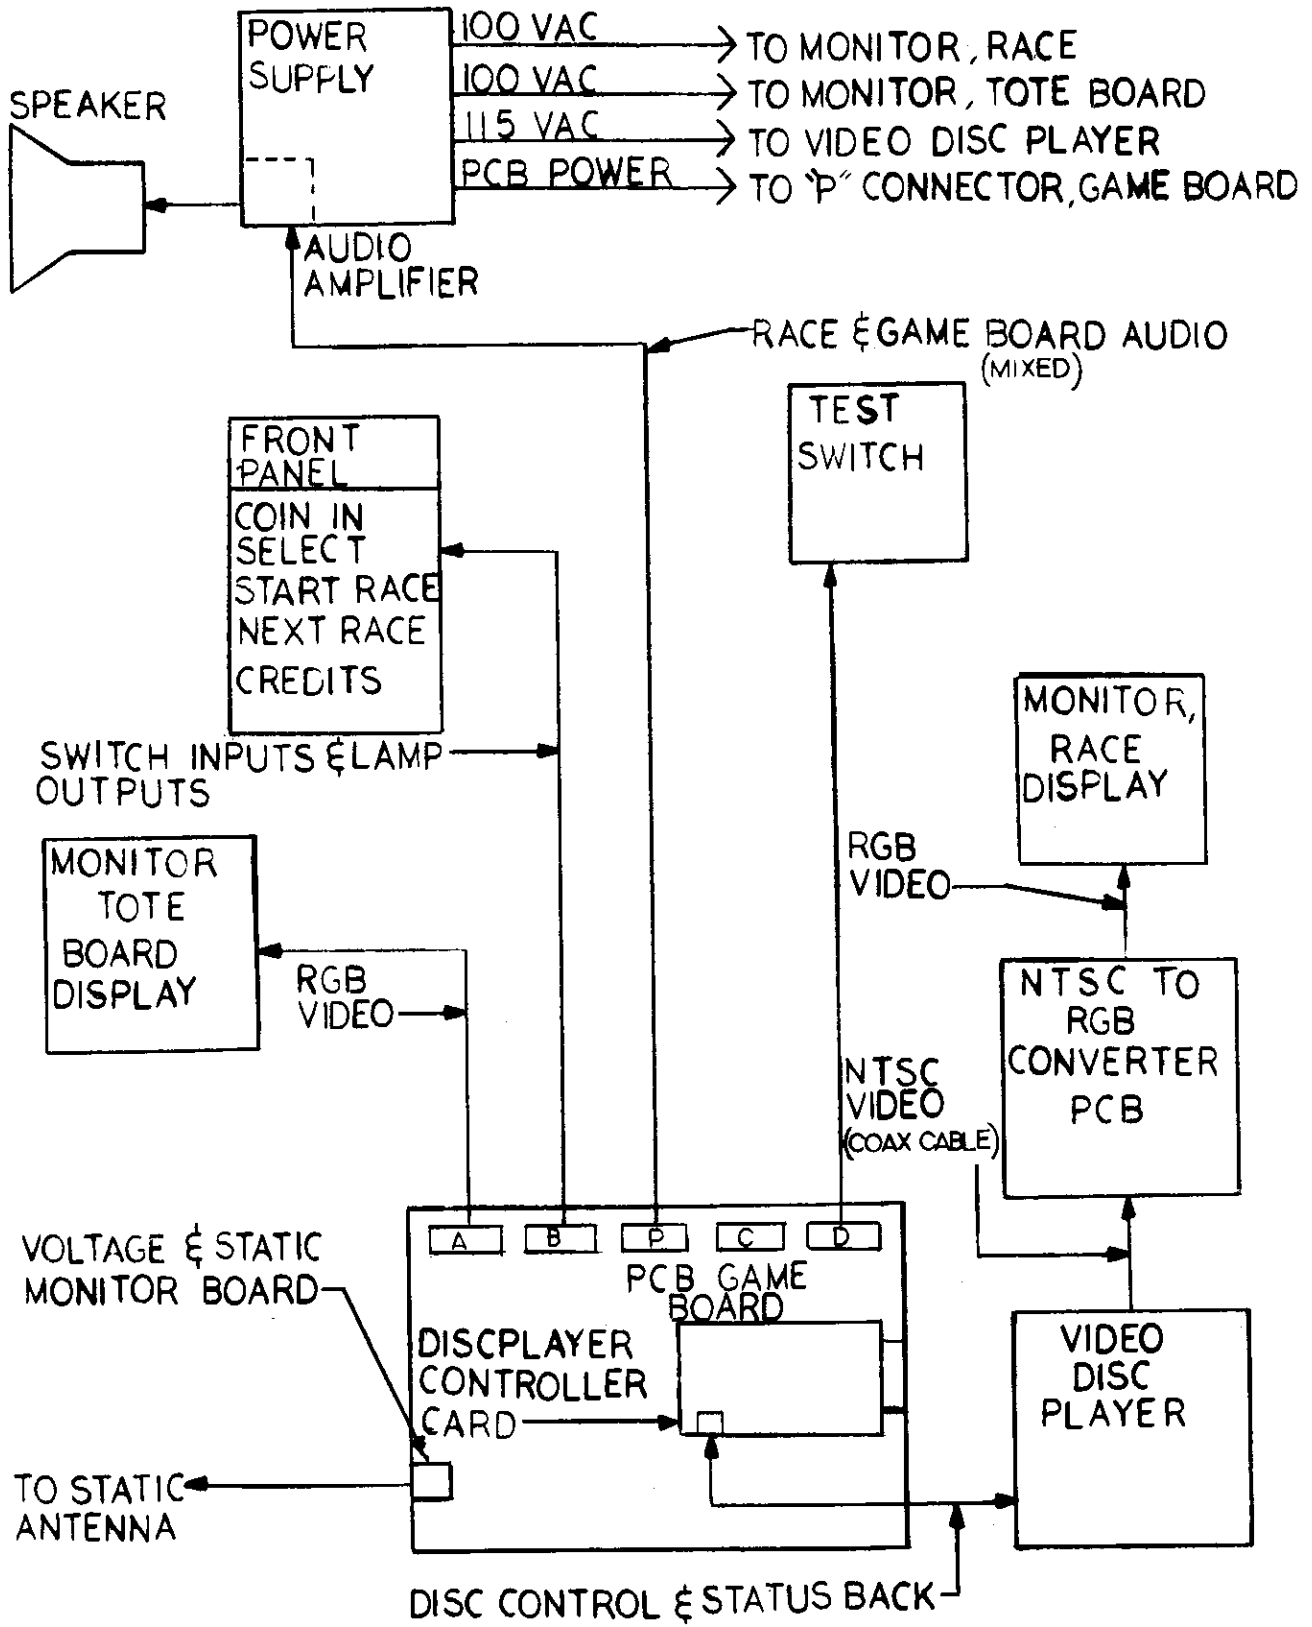 POWER
SUPPLY
100 VAC
TO MONITOR, RACE
100 VAC
TO MONITOR, TOTE BOARD
115 VAC
TO VIDEO DISC PLAYER
PCB POWER
TO "P" CONNECTOR, GAME BOARD
SPEAKER
AUDIO
AMPLIFIER
RACE & GAME BOARD AUDIO
(MIXED)
TEST
SWITCH
FRONT
PANEL
COIN IN
SELECT
START RACE
NEXT RACE
CREDITS
SWITCH INPUTS & LAMP
OUTPUTS
MONITOR,
RACE
DISPLAY
RGB
VIDEO
MONITOR
TOTE
BOARD
DISPLAY
RGB
VIDEO
NTSC TO
RGB
CONVERTER
PCB
NTSC
VIDEO
(COAX CABLE)
A
B
P
C
D
PCB GAME
BOARD
VOLTAGE & STATIC
MONITOR BOARD
DISCPLAYER
CONTROLLER
CARD
VIDEO
DISC
PLAYER
TO STATIC
ANTENNA
DISC CONTROL & STATUS BACK